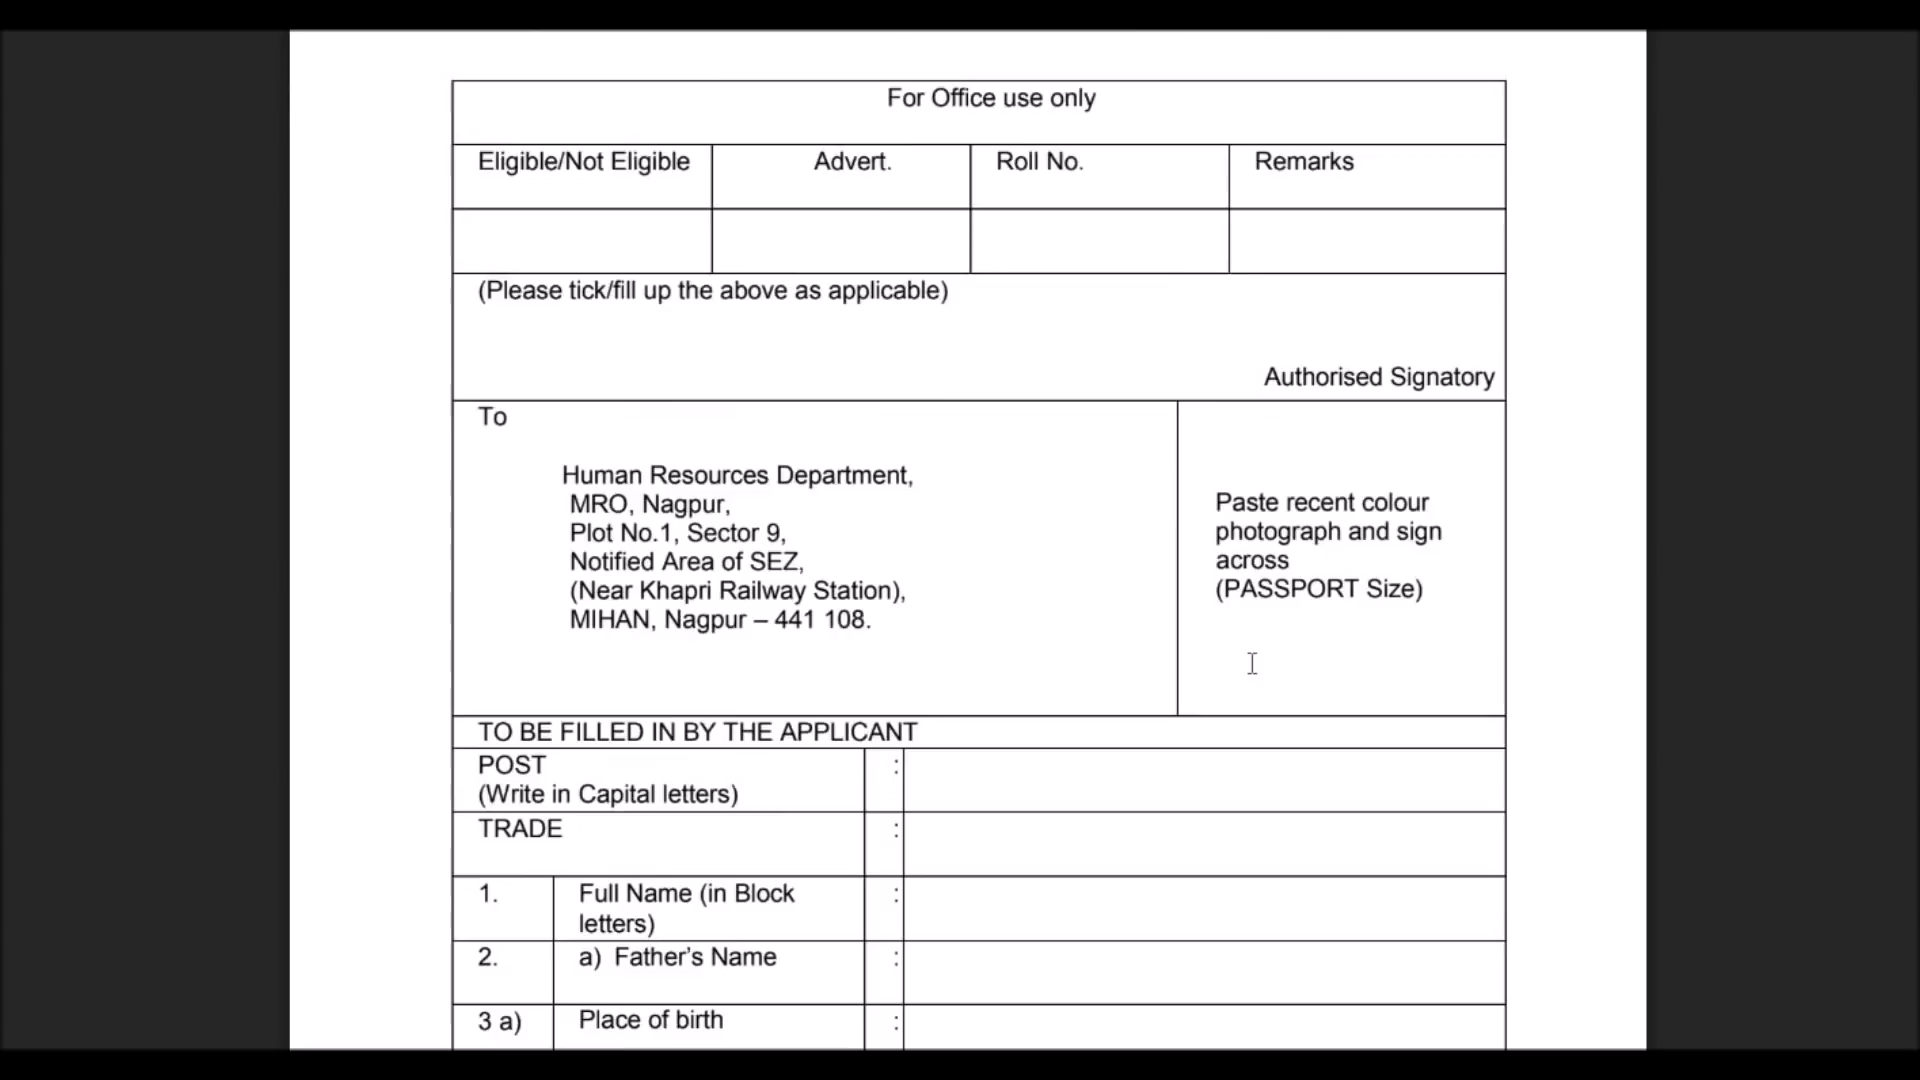 For Office use only
Eligible/Not Eligible Advert. Roll No. Remarks
(Please tick/fill up the above as applicable)
Authorised Signatory
To
Human Resources Department,
MRO, Nagpur,
Plot No.1, Sector 9,
Notified Area of SEZ,
(Near Khapri Railway Station),
MIHAN, Nagpur – 441 108.
Paste recent colour
photograph and sign
across
(PASSPORT Size)
TO BE FILLED IN BY THE APPLICANT
POST :
(Write in Capital letters)
TRADE :
1. Full Name (in Block :
letters)
2. a) Father’s Name :
3 a) Place of birth :